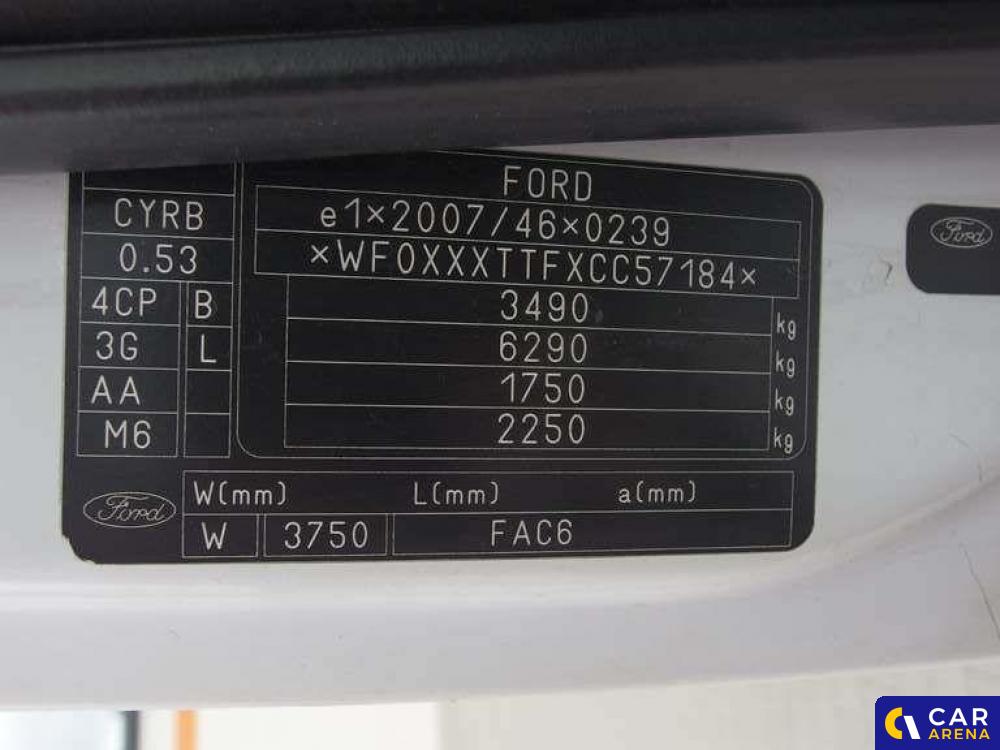 FORD
e1×2007/46×0239
×WF0XXXTTFXCC57184×
3490 kg
6290 kg
1750 kg
2250 kg
CYRB
0.53
4CP B
3G L
AA
M6
Ford
W(mm) L(mm) a(mm)
W 3750 FAC6
Ford
CAR
ARENA